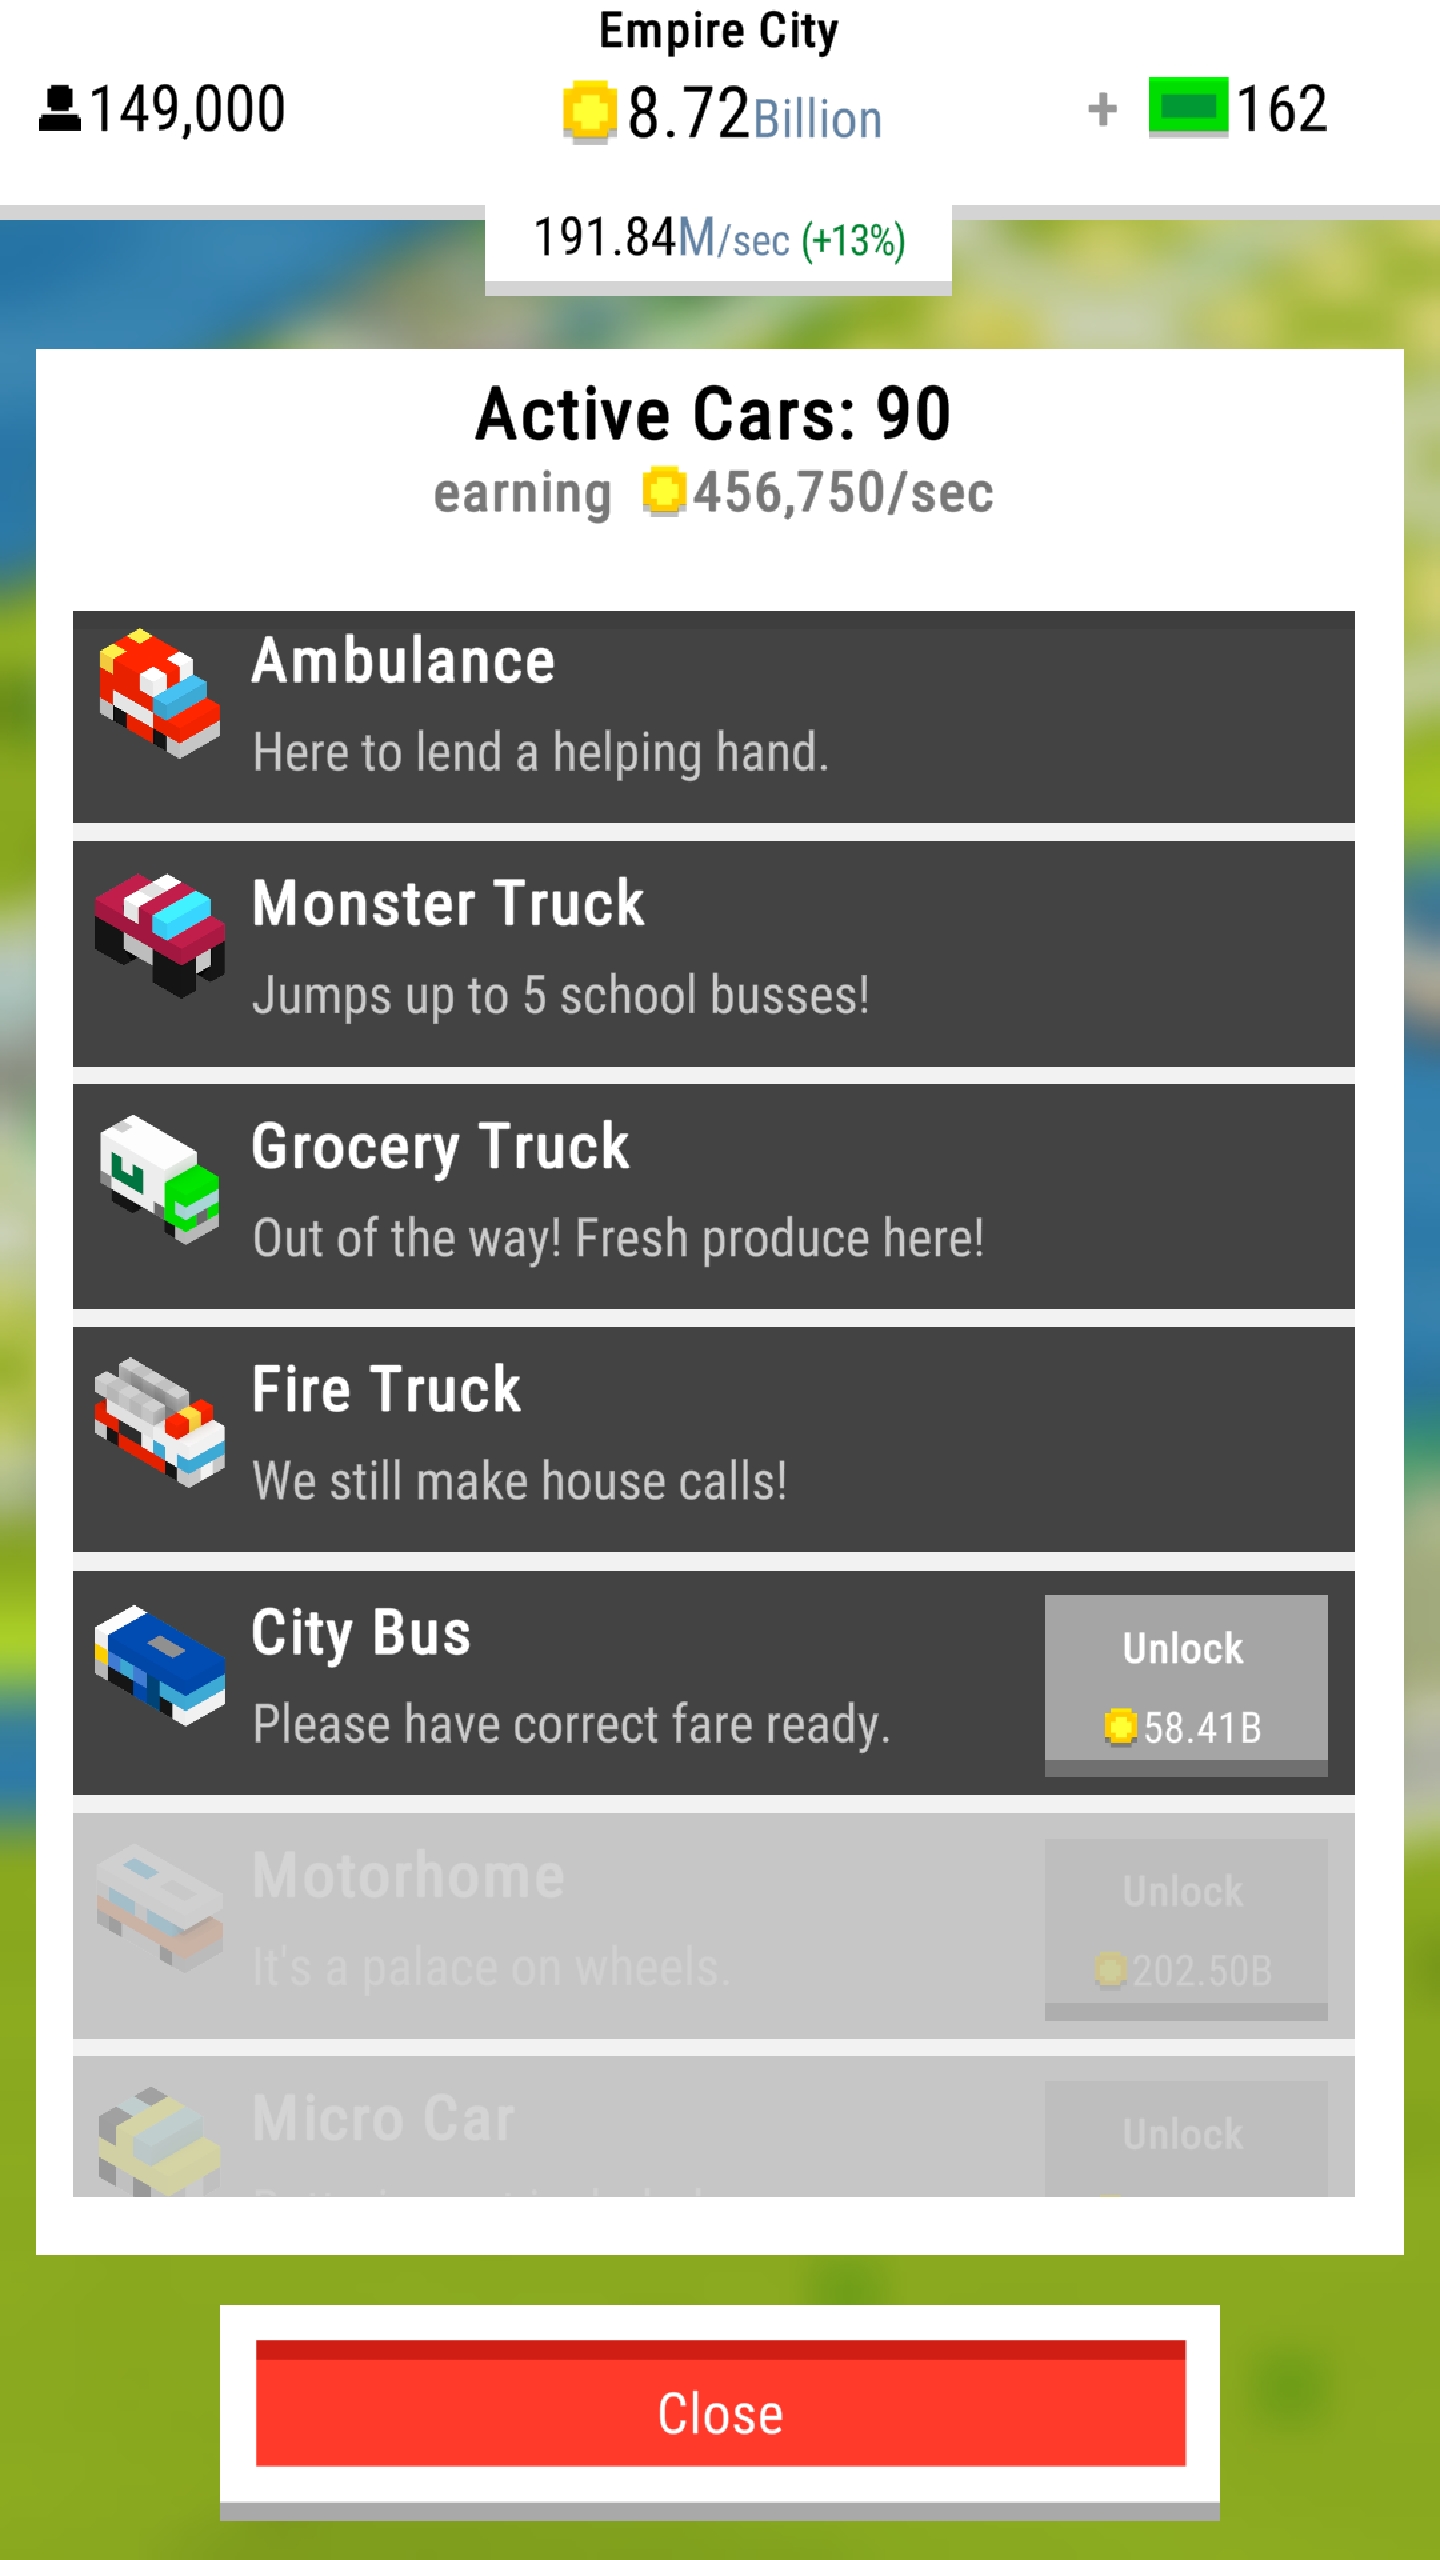 Empire City
149,000
8.72Billion
+ 162
191.84M/sec (+13%)
Active Cars: 90
earning 456,750/sec
Ambulance
Here to lend a helping hand.
Monster Truck
Jumps up to 5 school busses!
Grocery Truck
Out of the way! Fresh produce here!
Fire Truck
We still make house calls!
City Bus
Please have correct fare ready.
Unlock
58.41B
Motorhome
It's a palace on wheels.
Unlock
202.50B
Micro Car
Unlock
Close